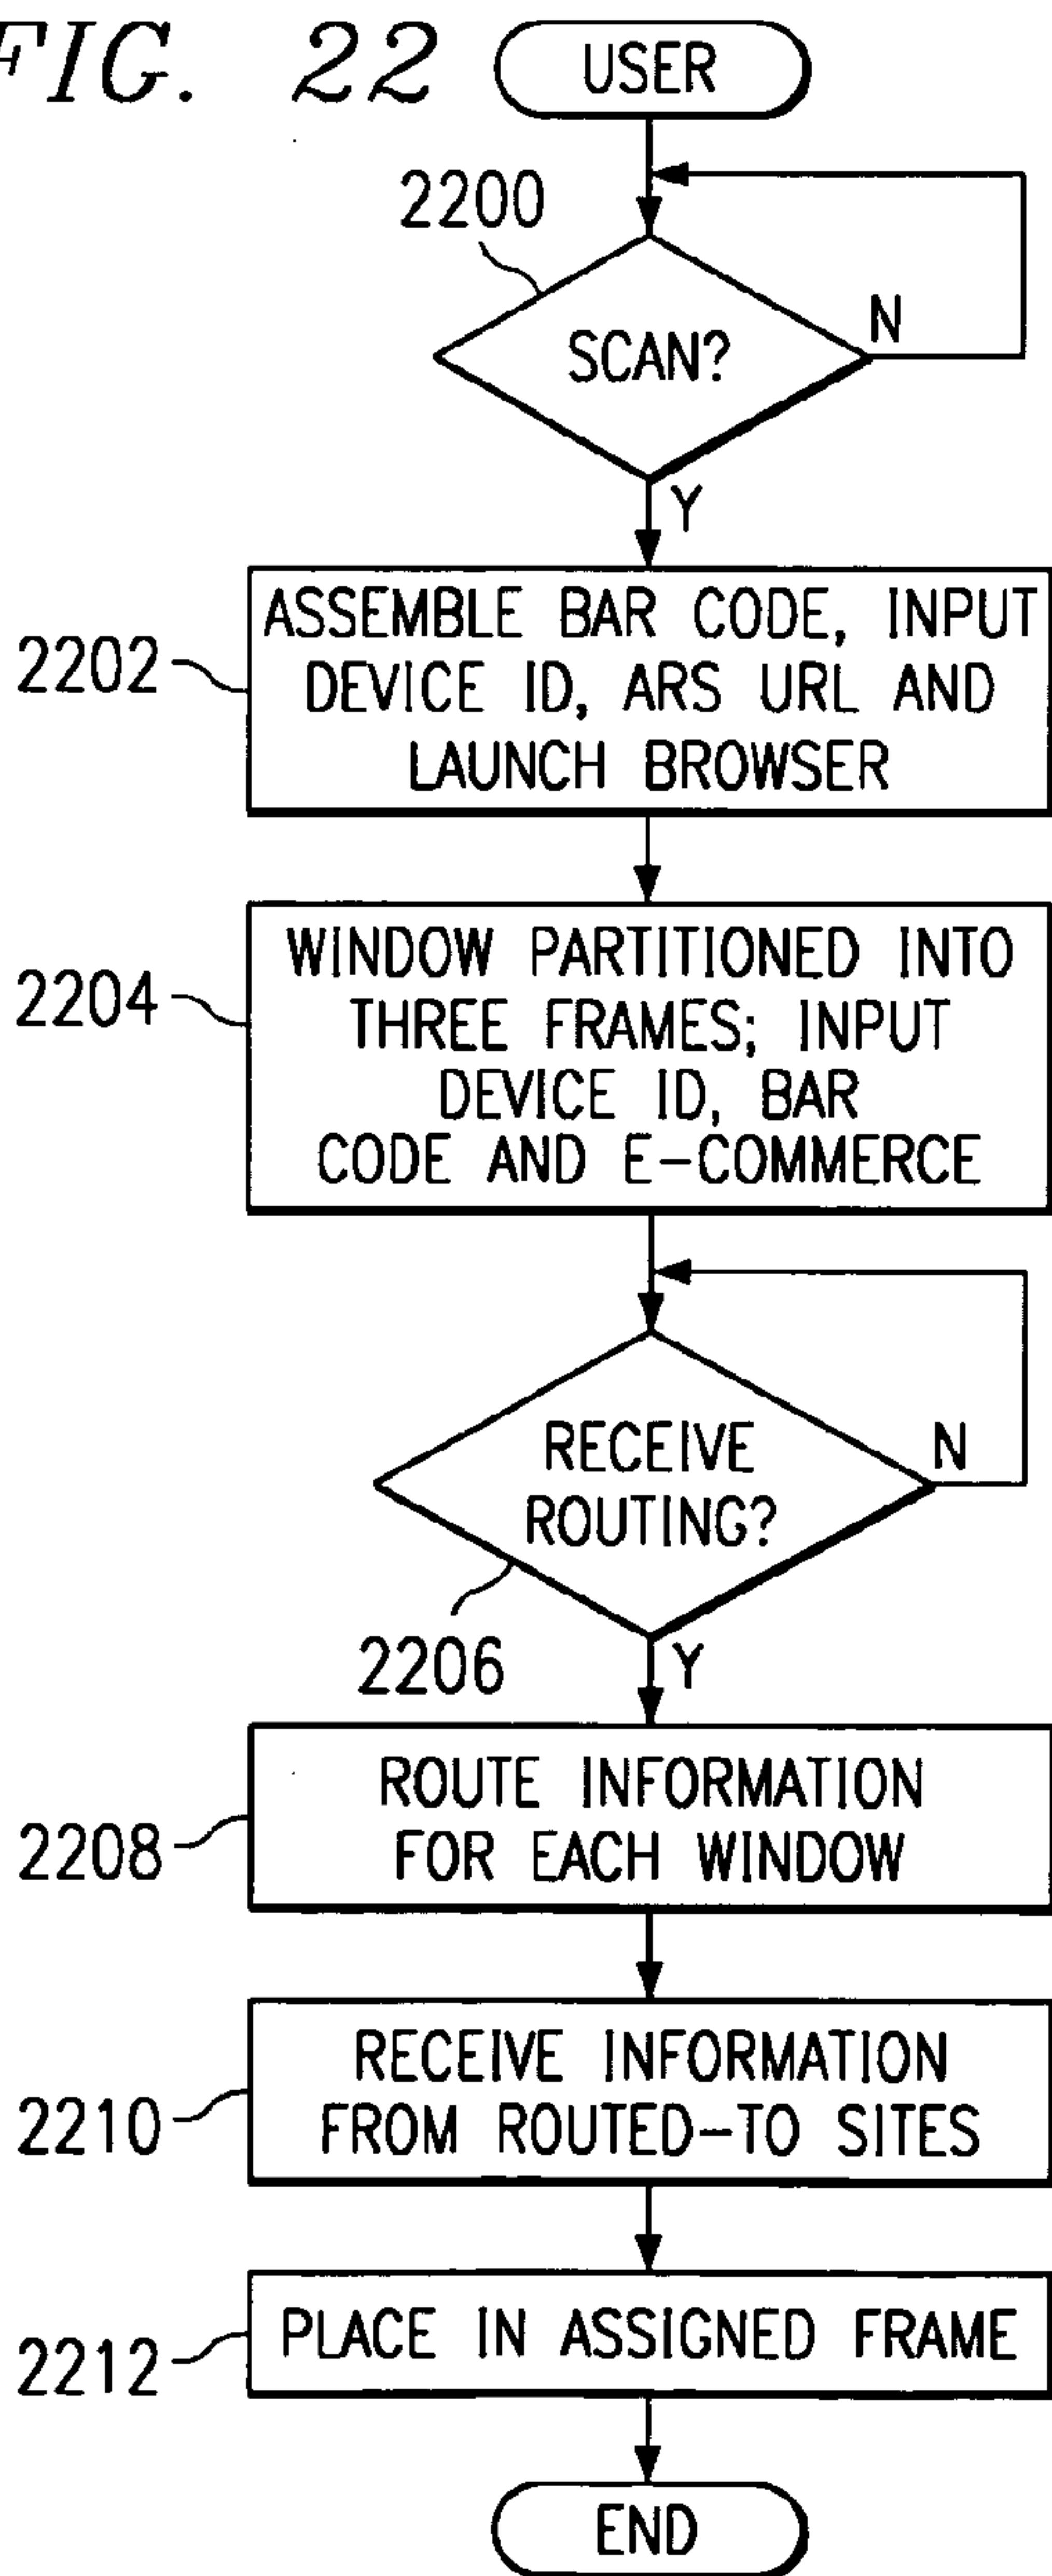 FIG. 22
USER
2200
SCAN?
N
Y
2202
ASSEMBLE BAR CODE, INPUT
DEVICE ID, ARS URL AND
LAUNCH BROWSER
2204
WINDOW PARTITIONED INTO
THREE FRAMES; INPUT
DEVICE ID, BAR
CODE AND E-COMMERCE
RECEIVE
ROUTING?
N
2206
Y
2208
ROUTE INFORMATION
FOR EACH WINDOW
2210
RECEIVE INFORMATION
FROM ROUTED-TO SITES
2212
PLACE IN ASSIGNED FRAME
END